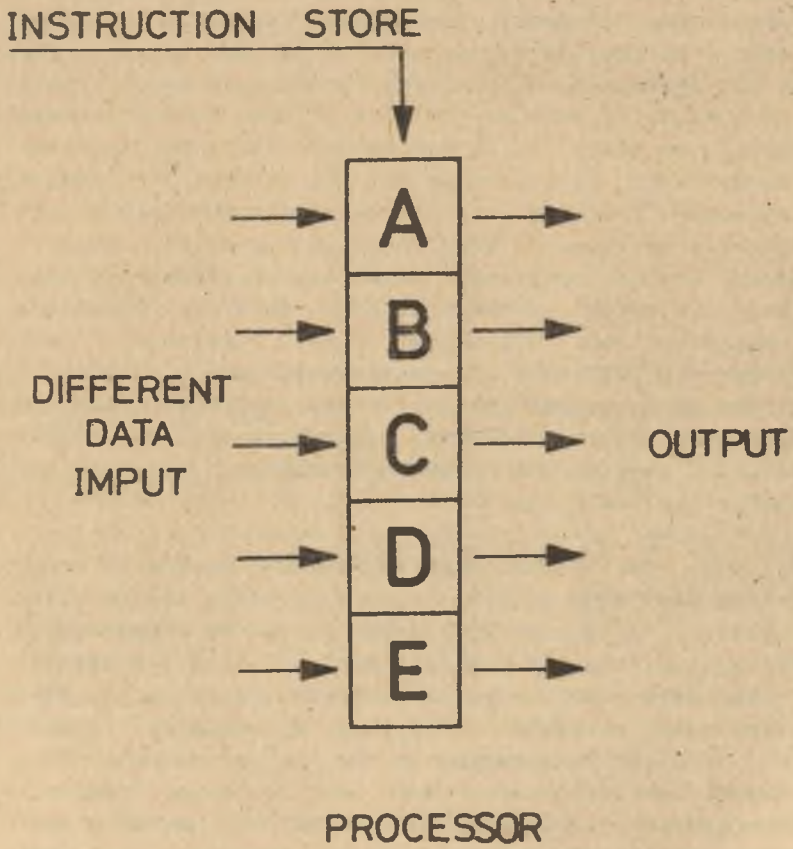 INSTRUCTION STORE
A
B
C
D
E
DIFFERENT
DATA
IMPUT
OUTPUT
PROCESSOR